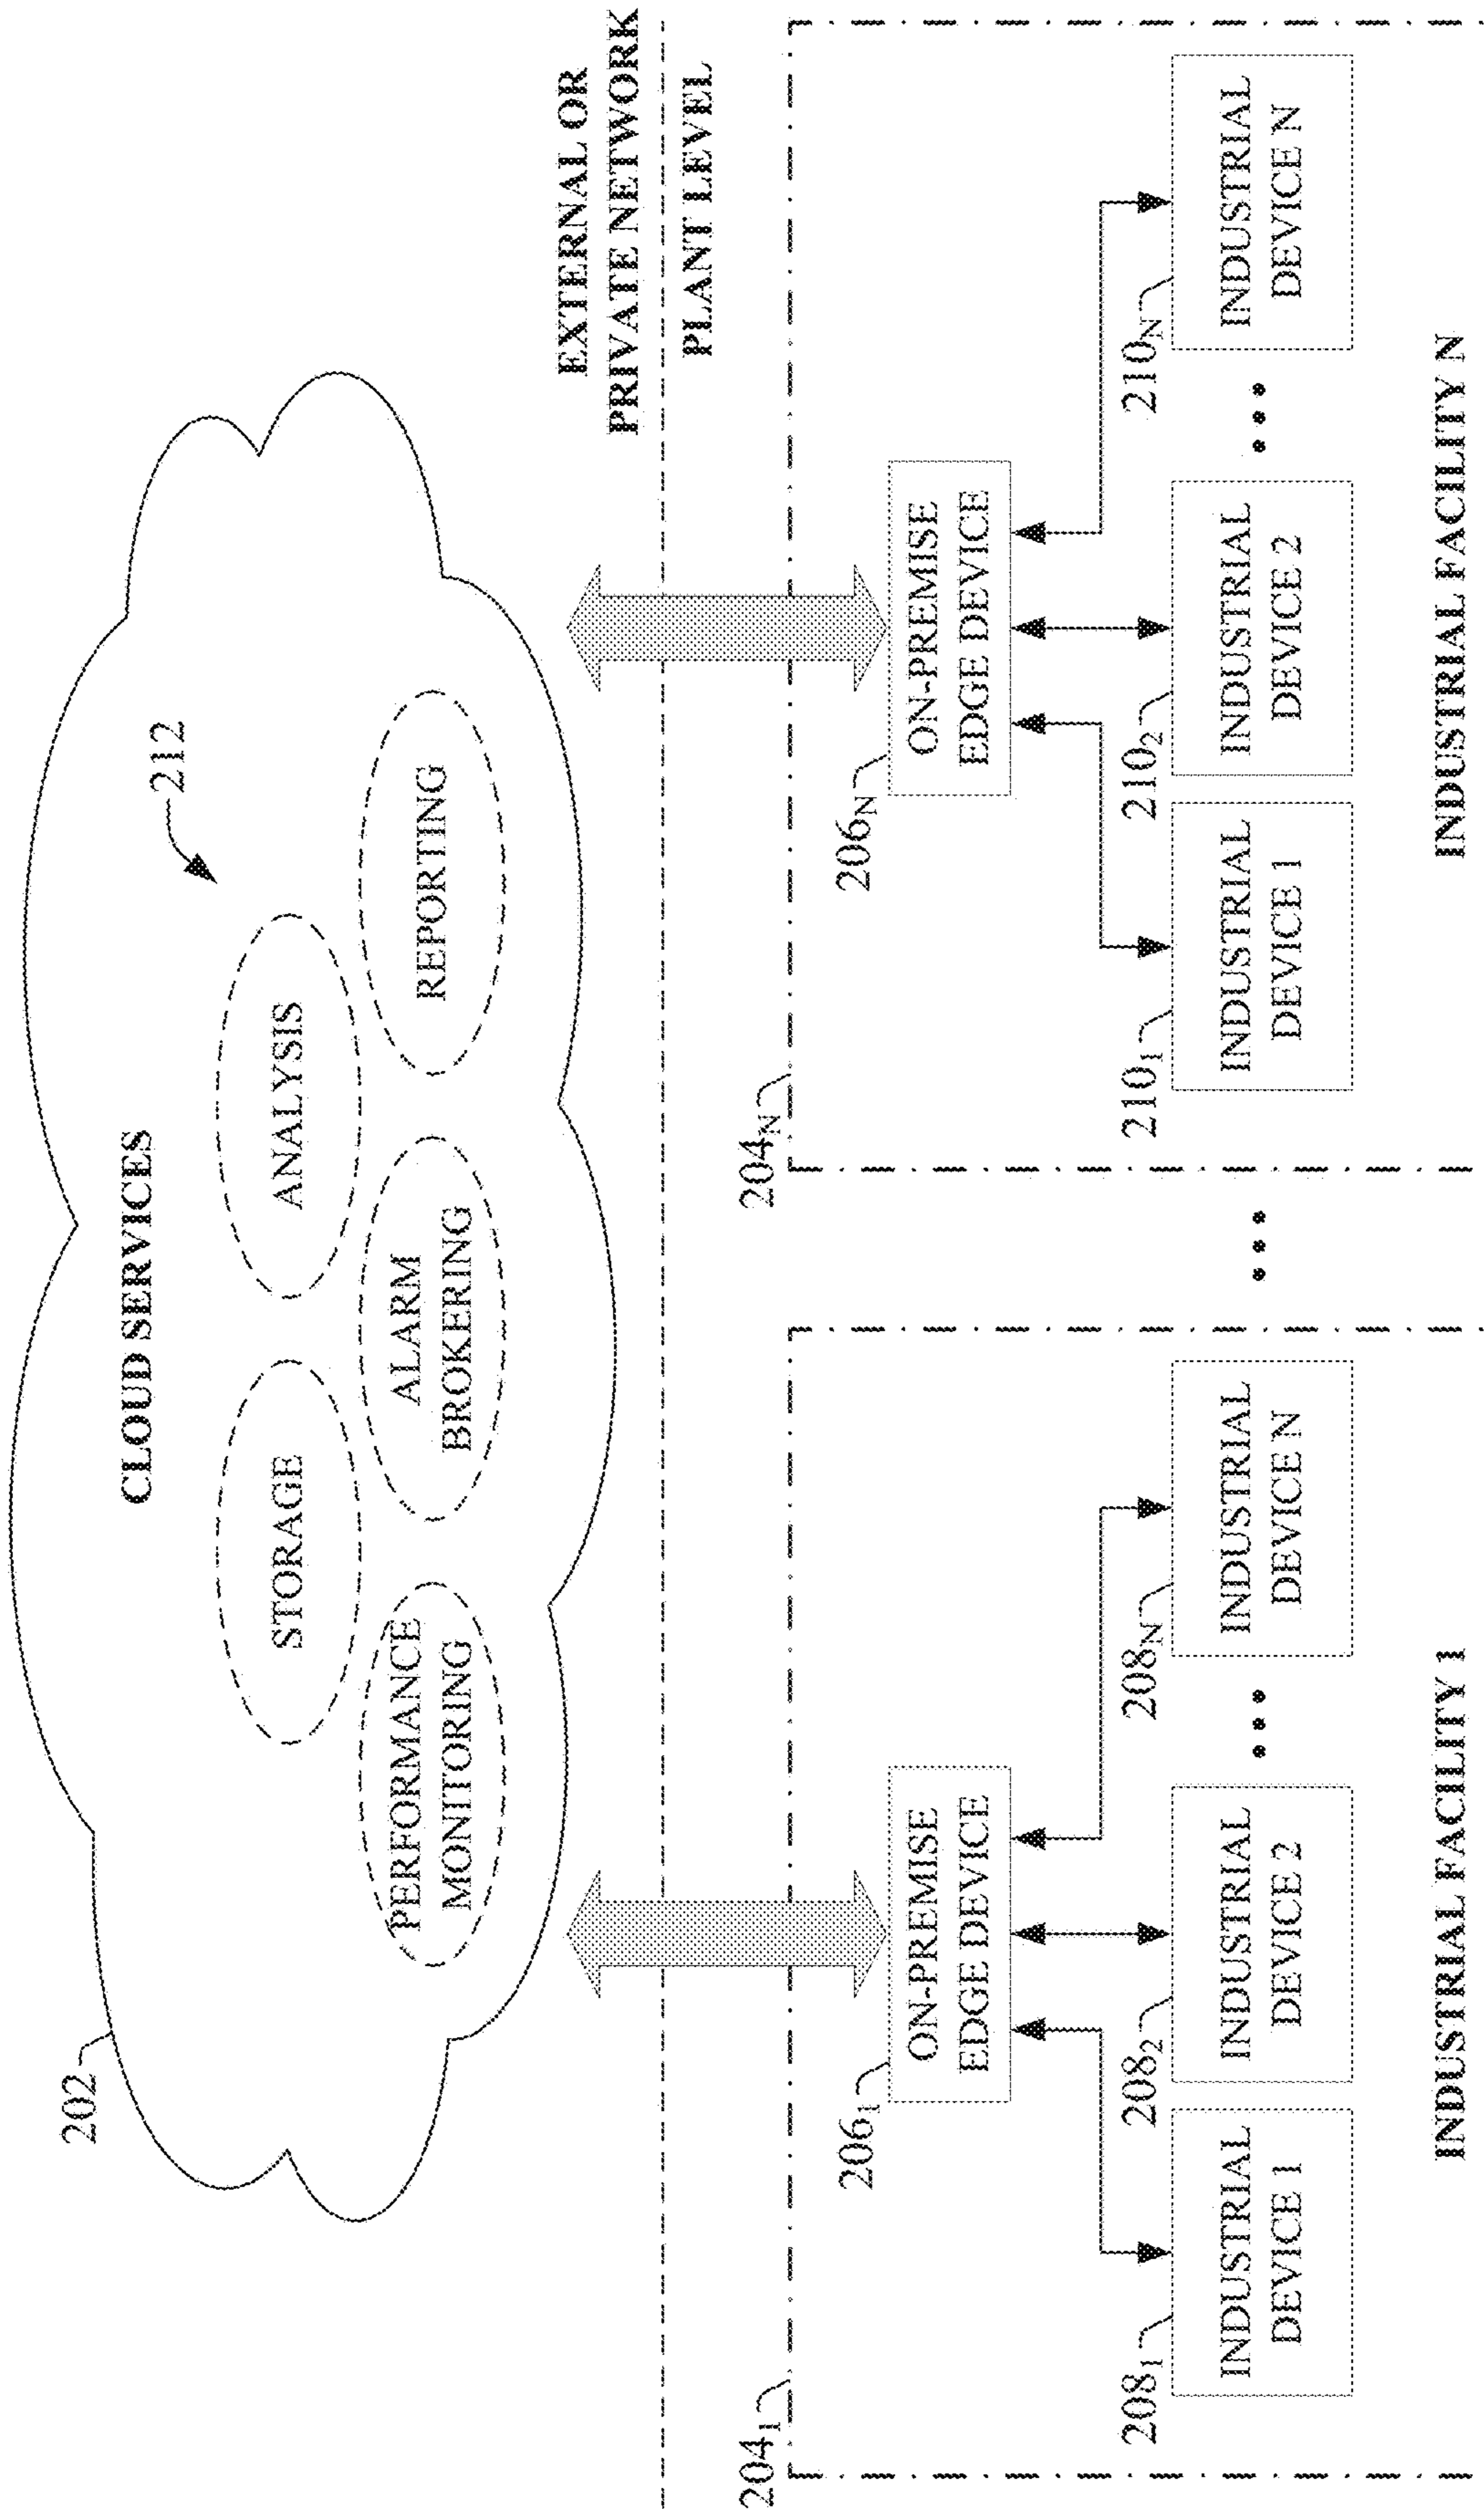 CLOUD SERVICES
202
212
STORAGE
ANALYSIS
PERFORMANCE
MONITORING
ALARM
BROKERING
REPORTING
EXTERNAL OR
PRIVATE NETWORK
PLANT LEVEL
204₁
206₁
ON-PREMISE
EDGE DEVICE
208₁
INDUSTRIAL
DEVICE 1
208₂
INDUSTRIAL
DEVICE 2
•••
208N
INDUSTRIAL
DEVICE N
INDUSTRIAL FACILITY 1
•••
204N
206N
ON-PREMISE
EDGE DEVICE
210₁
INDUSTRIAL
DEVICE 1
210₂
INDUSTRIAL
DEVICE 2
•••
210N
INDUSTRIAL
DEVICE N
INDUSTRIAL FACILITY N